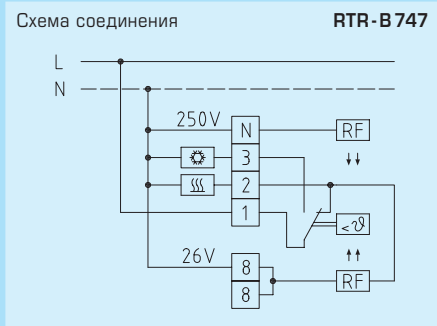 Схема соединения RTR-B 747
L
N
250V N RF
3
2
1
<ϑ
26V 8
8 RF